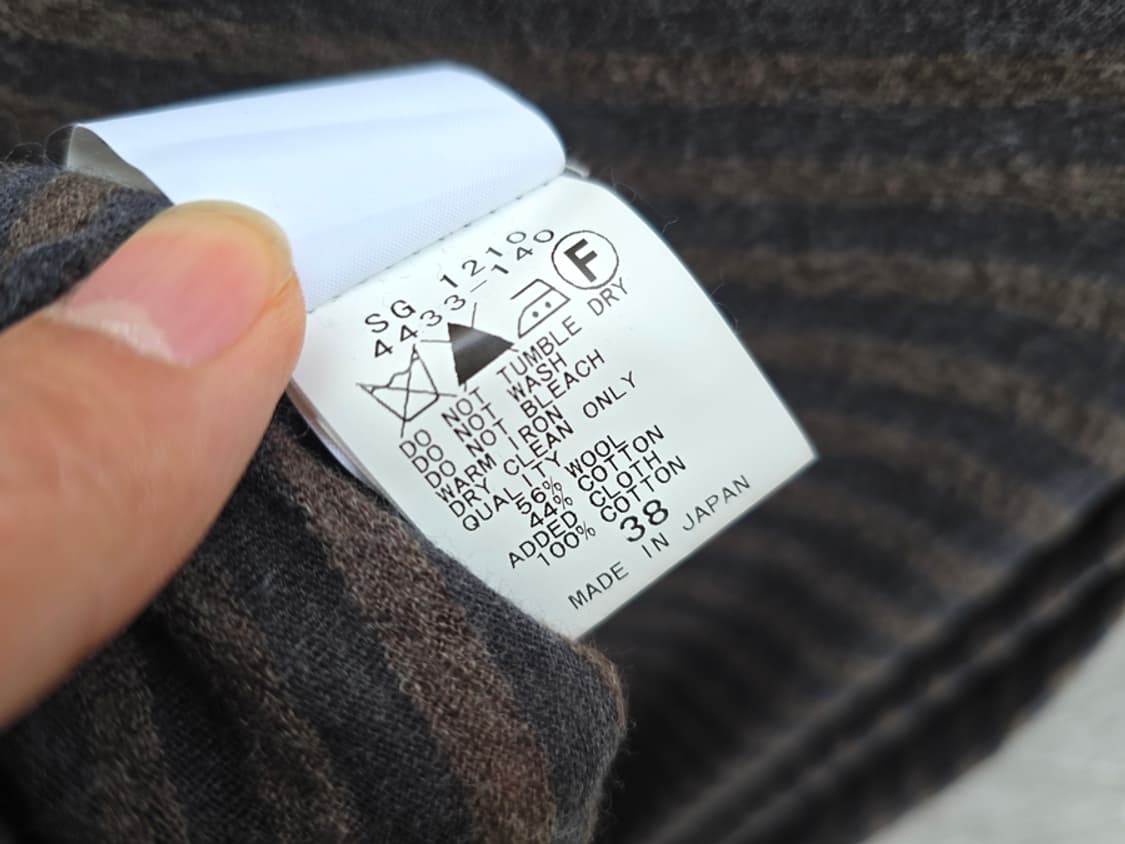 SG 1210
4433-140
F
DO NOT TUMBLE DRY
DO NOT WASH
DO NOT BLEACH
WARM IRON
DRY CLEAN ONLY
QUALITY
56% WOOL
44% COTTON
ADDED CLOTH
100% COTTON
38
MADE IN JAPAN